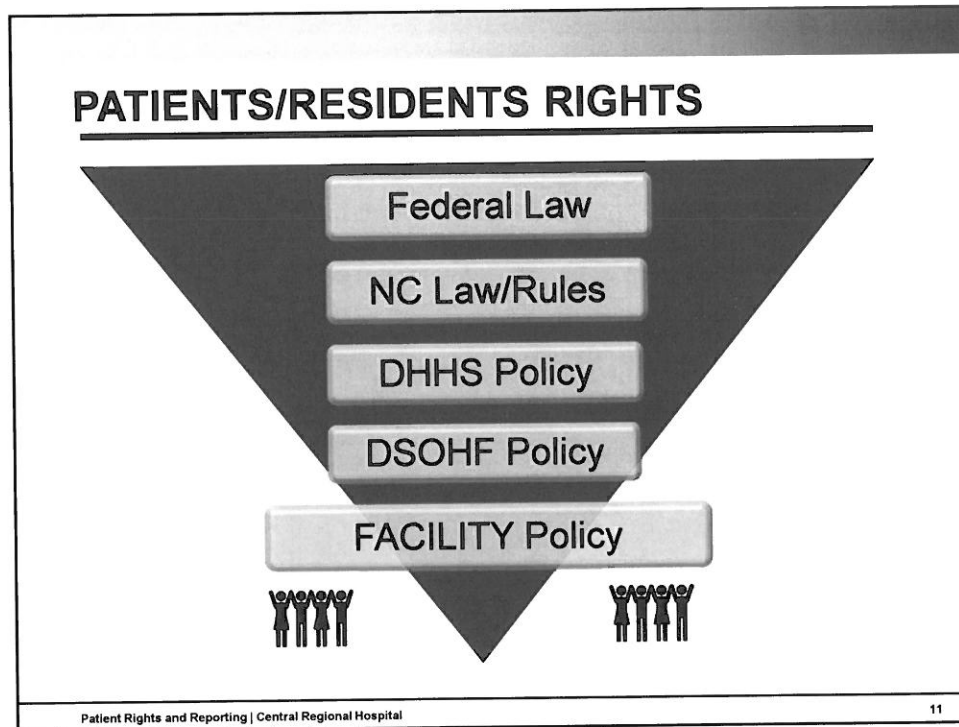 PATIENTS/RESIDENTS RIGHTS
Federal Law
NC Law/Rules
DHHS Policy
DSOHF Policy
FACILITY Policy
Patient Rights and Reporting | Central Regional Hospital
11